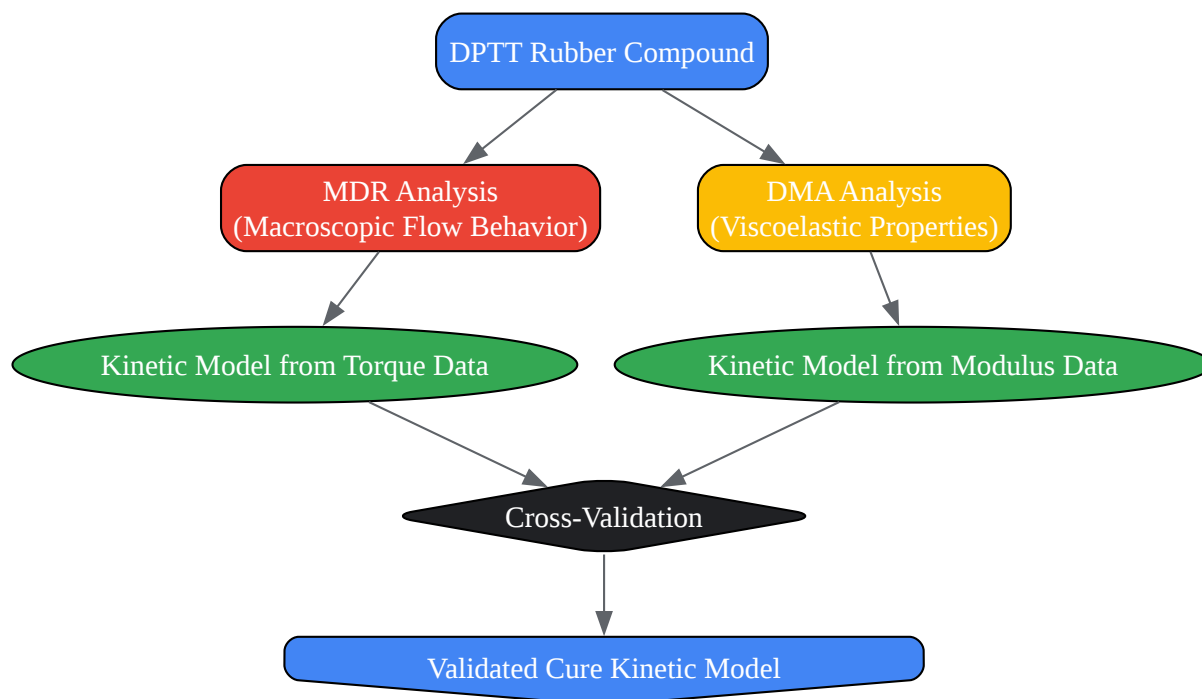 DPTT Rubber Compound
MDR Analysis
(Macroscopic Flow Behavior)
DMA Analysis
(Viscoelastic Properties)
Kinetic Model from Torque Data
Kinetic Model from Modulus Data
Cross-Validation
Validated Cure Kinetic Model